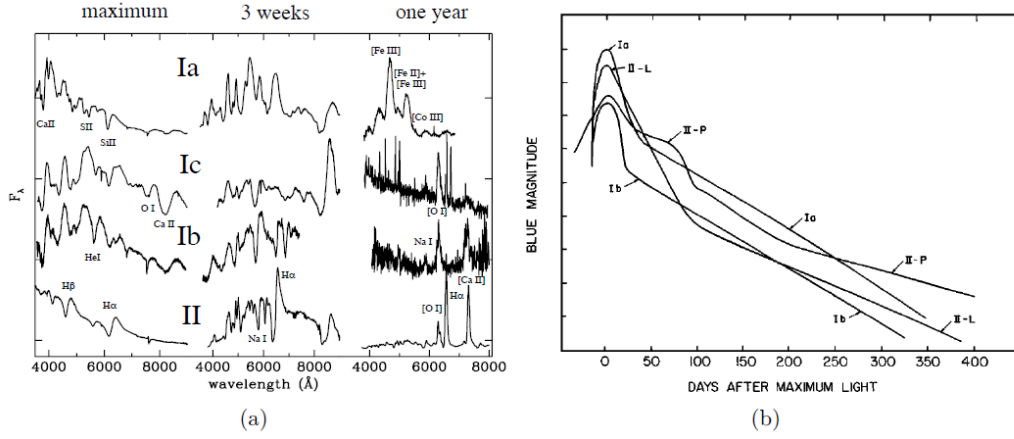 maximum 3 weeks one year
Ia
CaII
SII
SiII
[Fe III]
[Fe II]+
[Fe III]
[Co III]
Ic
O I
Ca II
[O I]
Ib
HeI
Na I
II
Hβ
Hα
Na I
Hα
[O I]
Hα
[Ca II]
F λ
4000 6000 8000 4000 6000 8000 4000 6000 8000
wavelength (Å)
(a)
BLUE MAGNITUDE
Ia
II-L
II-P
Ib
Ia
II-P
Ib
II-L
0 50 100 150 200 250 300 350 400
DAYS AFTER MAXIMUM LIGHT
(b)